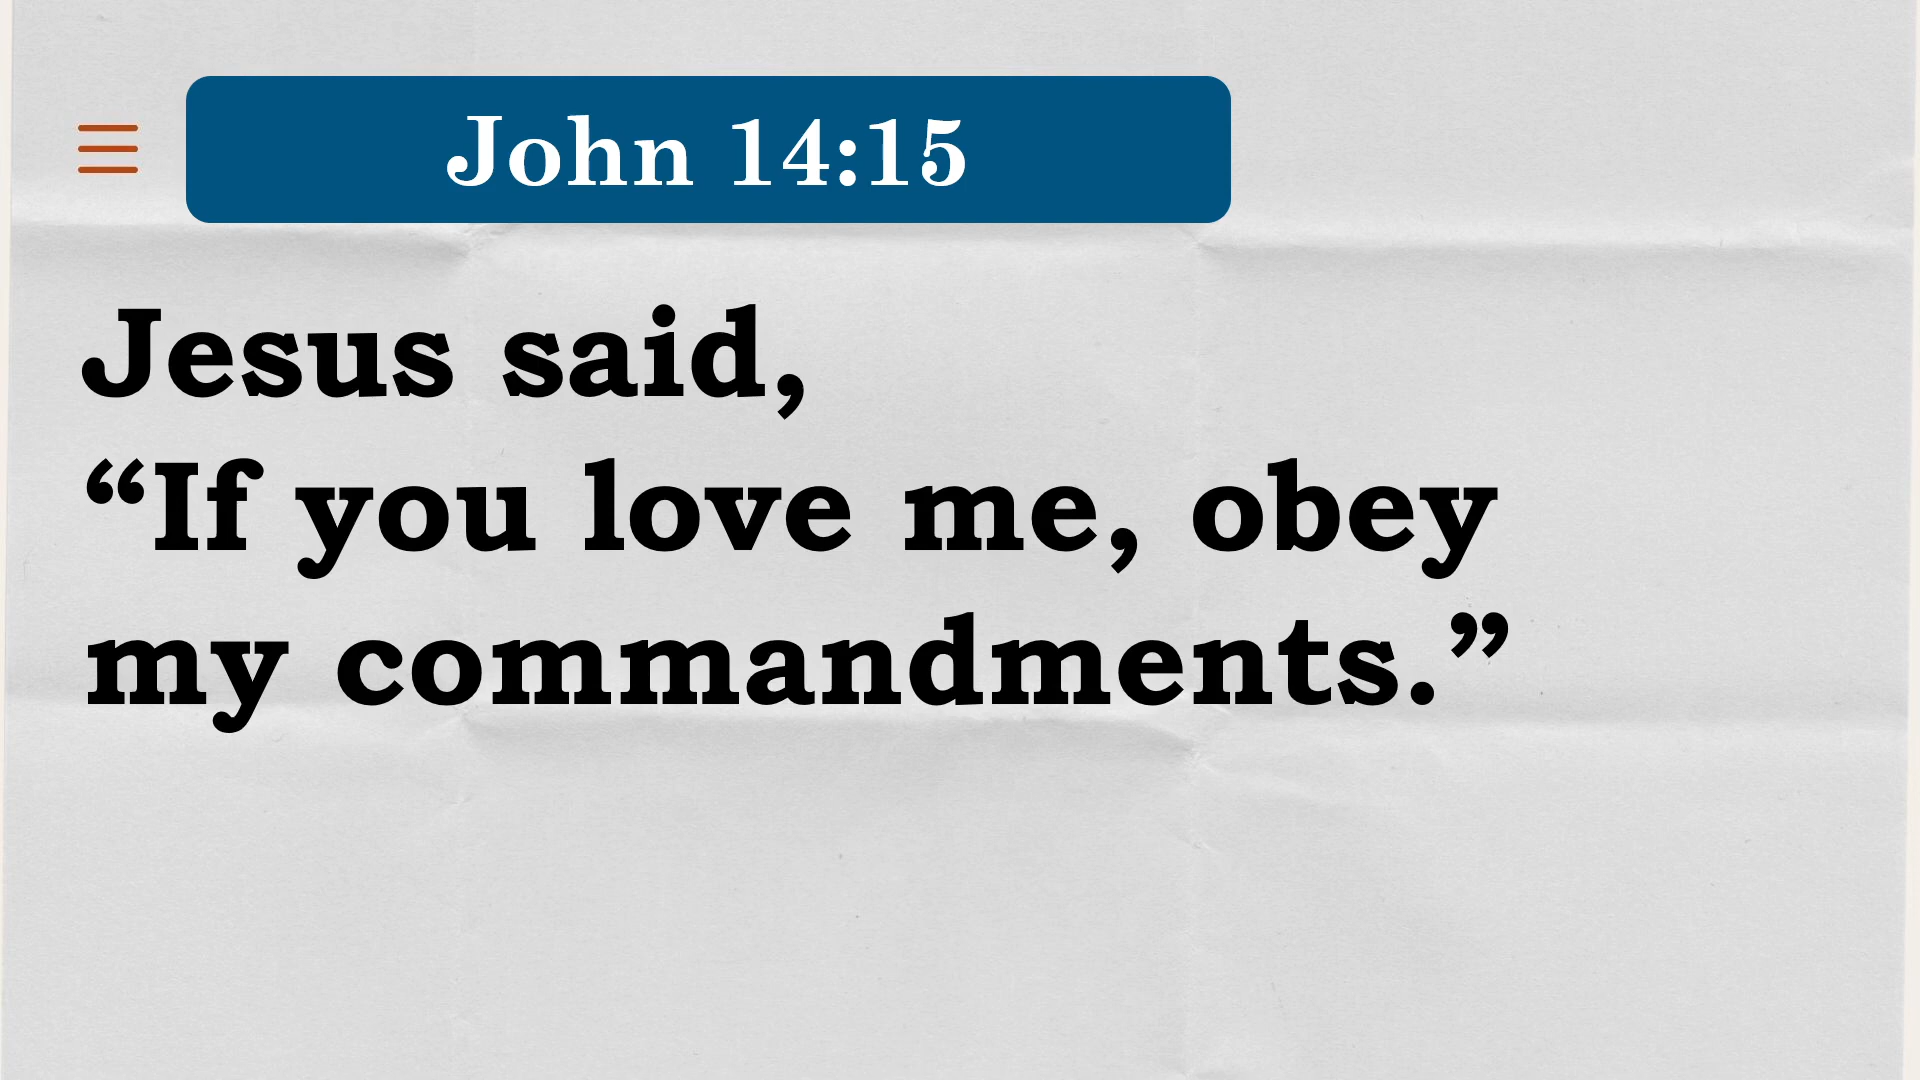 John 14:15
Jesus said,
“If you love me, obey
my commandments.”